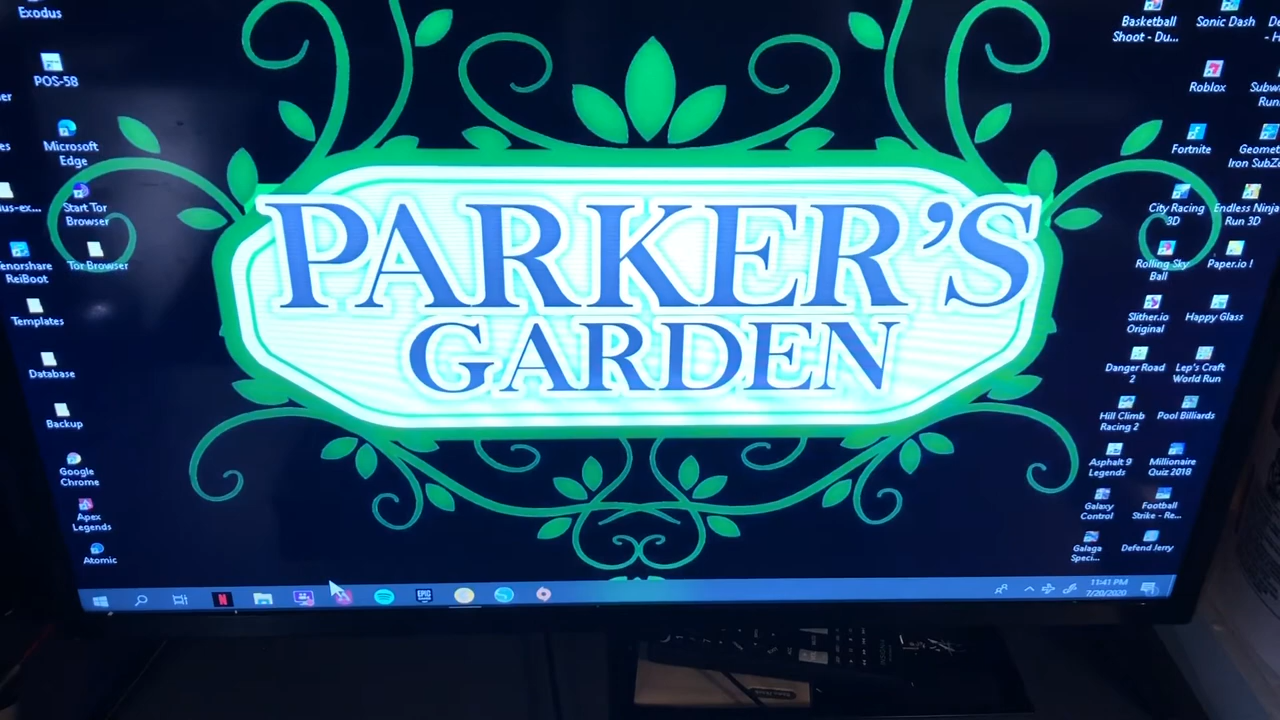 Exodus
POS-58
Microsoft
Edge
Start Tor
Browser
Tor Browser
ReiBoot
Templates
Database
Backup
Google
Chrome
Apex
Legends
Atomic
PARKER'S
GARDEN
Basketball
Shoot - Du...
Sonic Dash
Roblox
Fortnite
City Racing
3D
Endless Ninja
Run 3D
Rolling Sky
Ball
Paper.io !
Slither.io
Original
Happy Glass
Danger Road
2
Lep's Craft
World Run
Hill Climb
Racing 2
Pool Billiards
Asphalt 9
Legends
Millionaire
Quiz 2018
Galaxy
Control
Football
Strike - Re...
Galaga
Speci...
Defend Jerry
N
EPIC
11:41 PM
7/20/2020